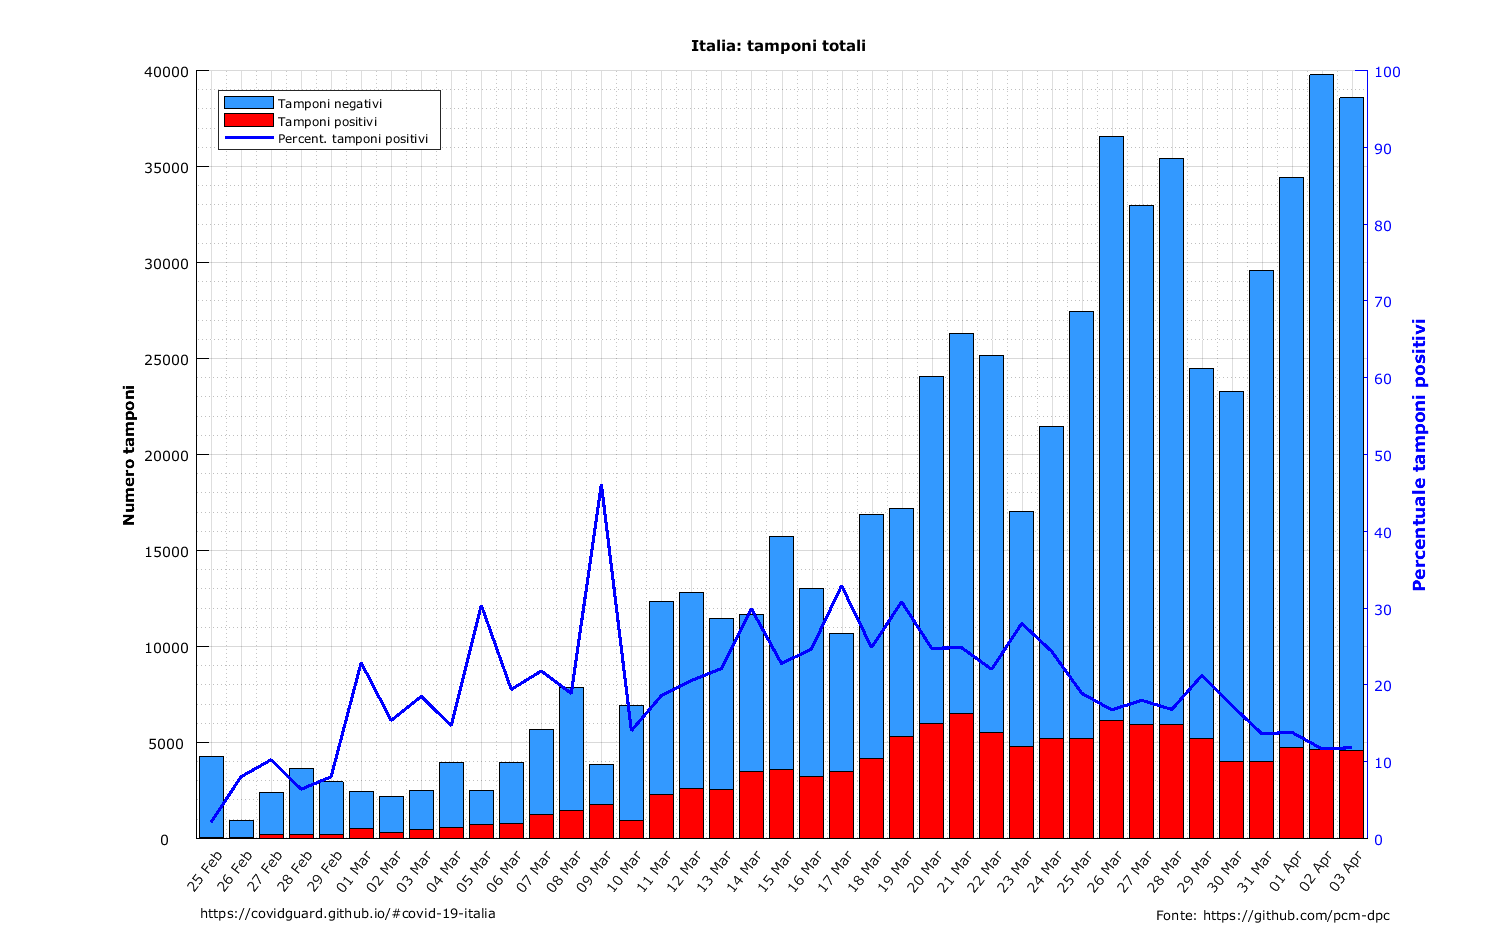 Italia: tamponi totali
Tamponi negativi
Tamponi positivi
Percent. tamponi positivi
Numero tamponi
40000
35000
30000
25000
20000
15000
10000
5000
0
Percentuale tamponi positivi
100
90
80
70
60
50
40
30
20
10
0
25 Feb
26 Feb
27 Feb
28 Feb
29 Feb
01 Mar
02 Mar
03 Mar
04 Mar
05 Mar
06 Mar
07 Mar
08 Mar
09 Mar
10 Mar
11 Mar
12 Mar
13 Mar
14 Mar
15 Mar
16 Mar
17 Mar
18 Mar
19 Mar
20 Mar
21 Mar
22 Mar
23 Mar
24 Mar
25 Mar
26 Mar
27 Mar
28 Mar
29 Mar
30 Mar
31 Mar
01 Apr
02 Apr
03 Apr
https://covidguard.github.io/#covid-19-italia
Fonte: https://github.com/pcm-dpc